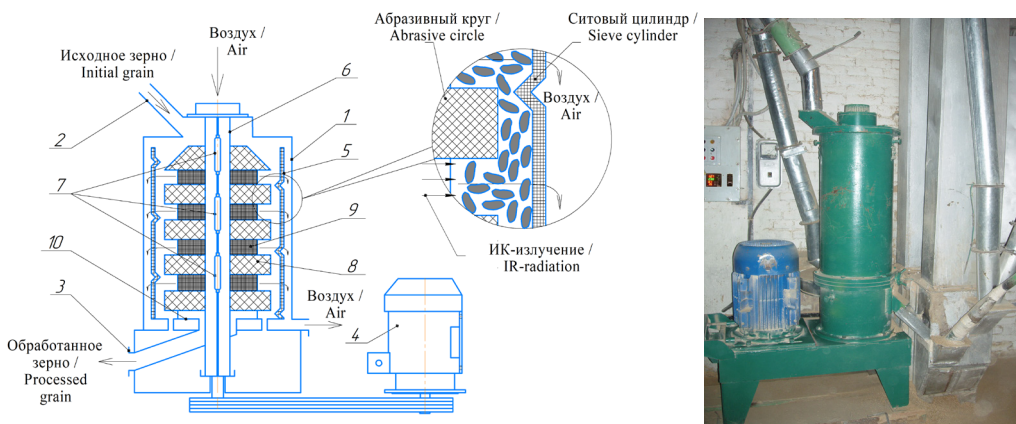 Исходное зерно /
Initial grain
Воздух /
Air
Абразивный круг /
Abrasive circle
Ситовый цилиндр /
Sieve cylinder
Воздух /
Air
6
2
1
5
7
9
10
8
3
ИК-излучение /
IR-radiation
Воздух /
Air
4
Обработанное
зерно /
Processed
grain